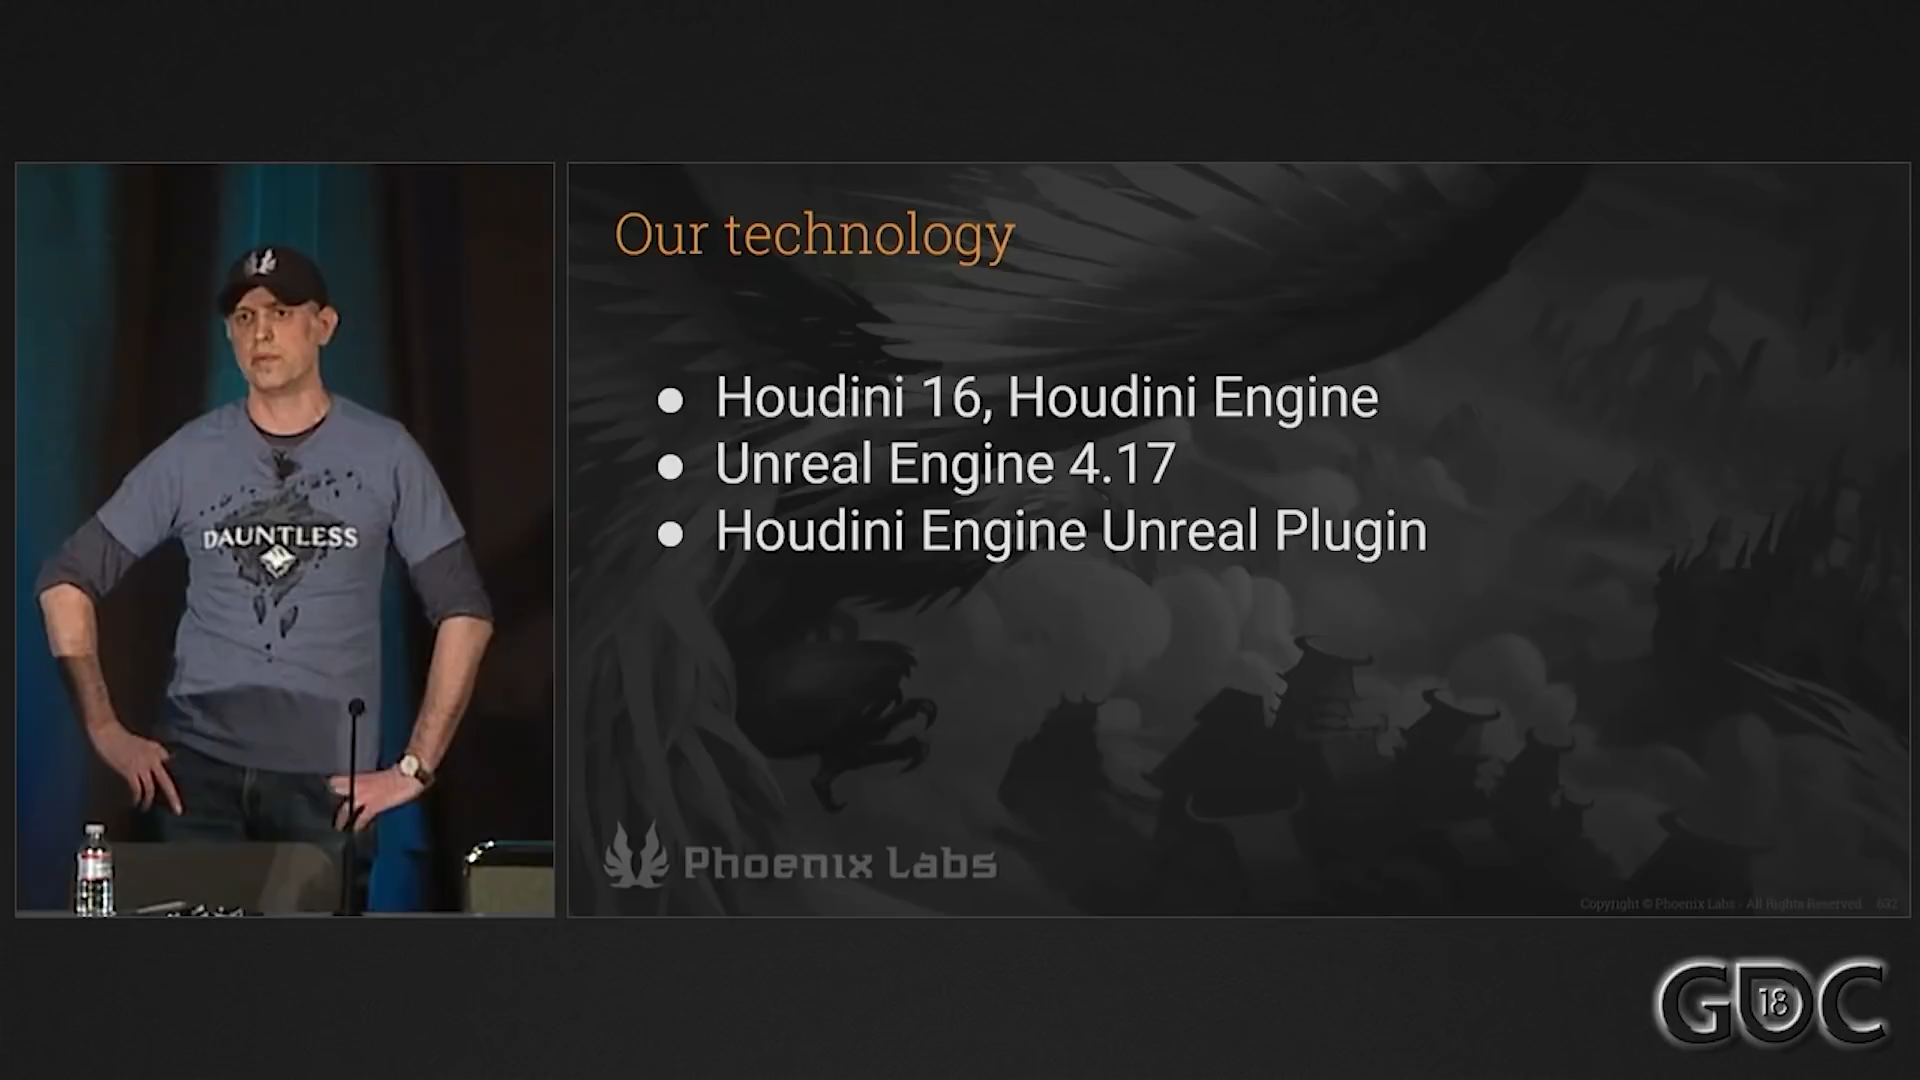 Our technology
● Houdini 16, Houdini Engine
● Unreal Engine 4.17
● Houdini Engine Unreal Plugin
DAUNTLESS
Phoenix Labs
Copyright © Phoenix Labs - All Rights Reserved 632
GDC
18